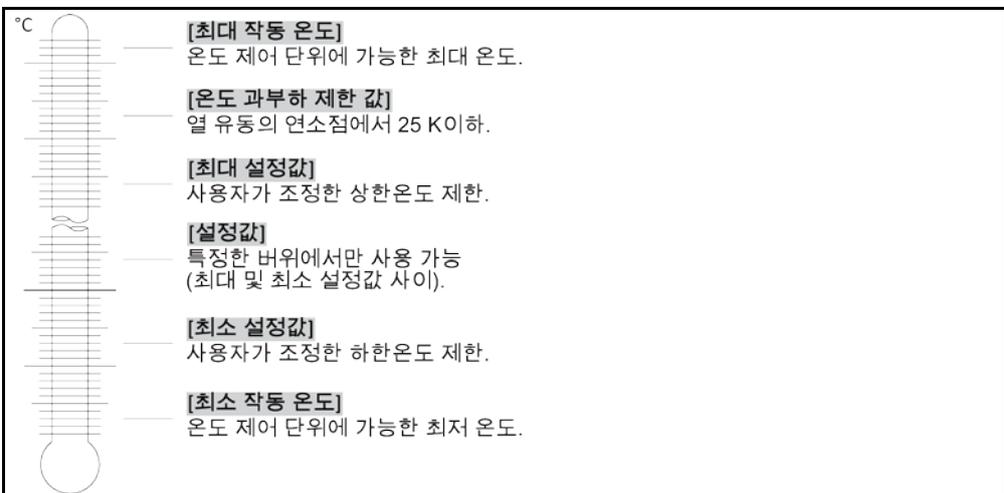 °C
[최대 작동 온도]
온도 제어 단위에 가능한 최대 온도.
[온도 과부하 제한 값]
열 유동의 연소점에서 25 K이하.
[최대 설정값]
사용자가 조정한 상한온도 제한.
[설정값]
특정한 버위에서만 사용 가능
(최대 및 최소 설정값 사이).
[최소 설정값]
사용자가 조정한 하한온도 제한.
[최소 작동 온도]
온도 제어 단위에 가능한 최저 온도.